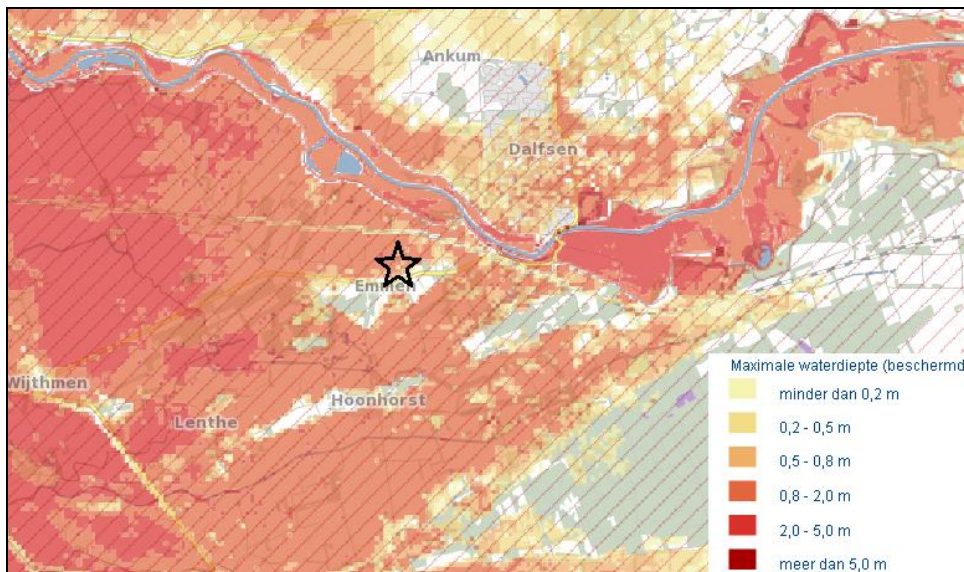 Ankum
Dalfsen
Emmen
Wijthmen
Hoonhorst
Lenthe
Maximale waterdiepte (beschermd
minder dan 0,2 m
0,2 - 0,5 m
0,5 - 0,8 m
0,8 - 2,0 m
2,0 - 5,0 m
meer dan 5,0 m